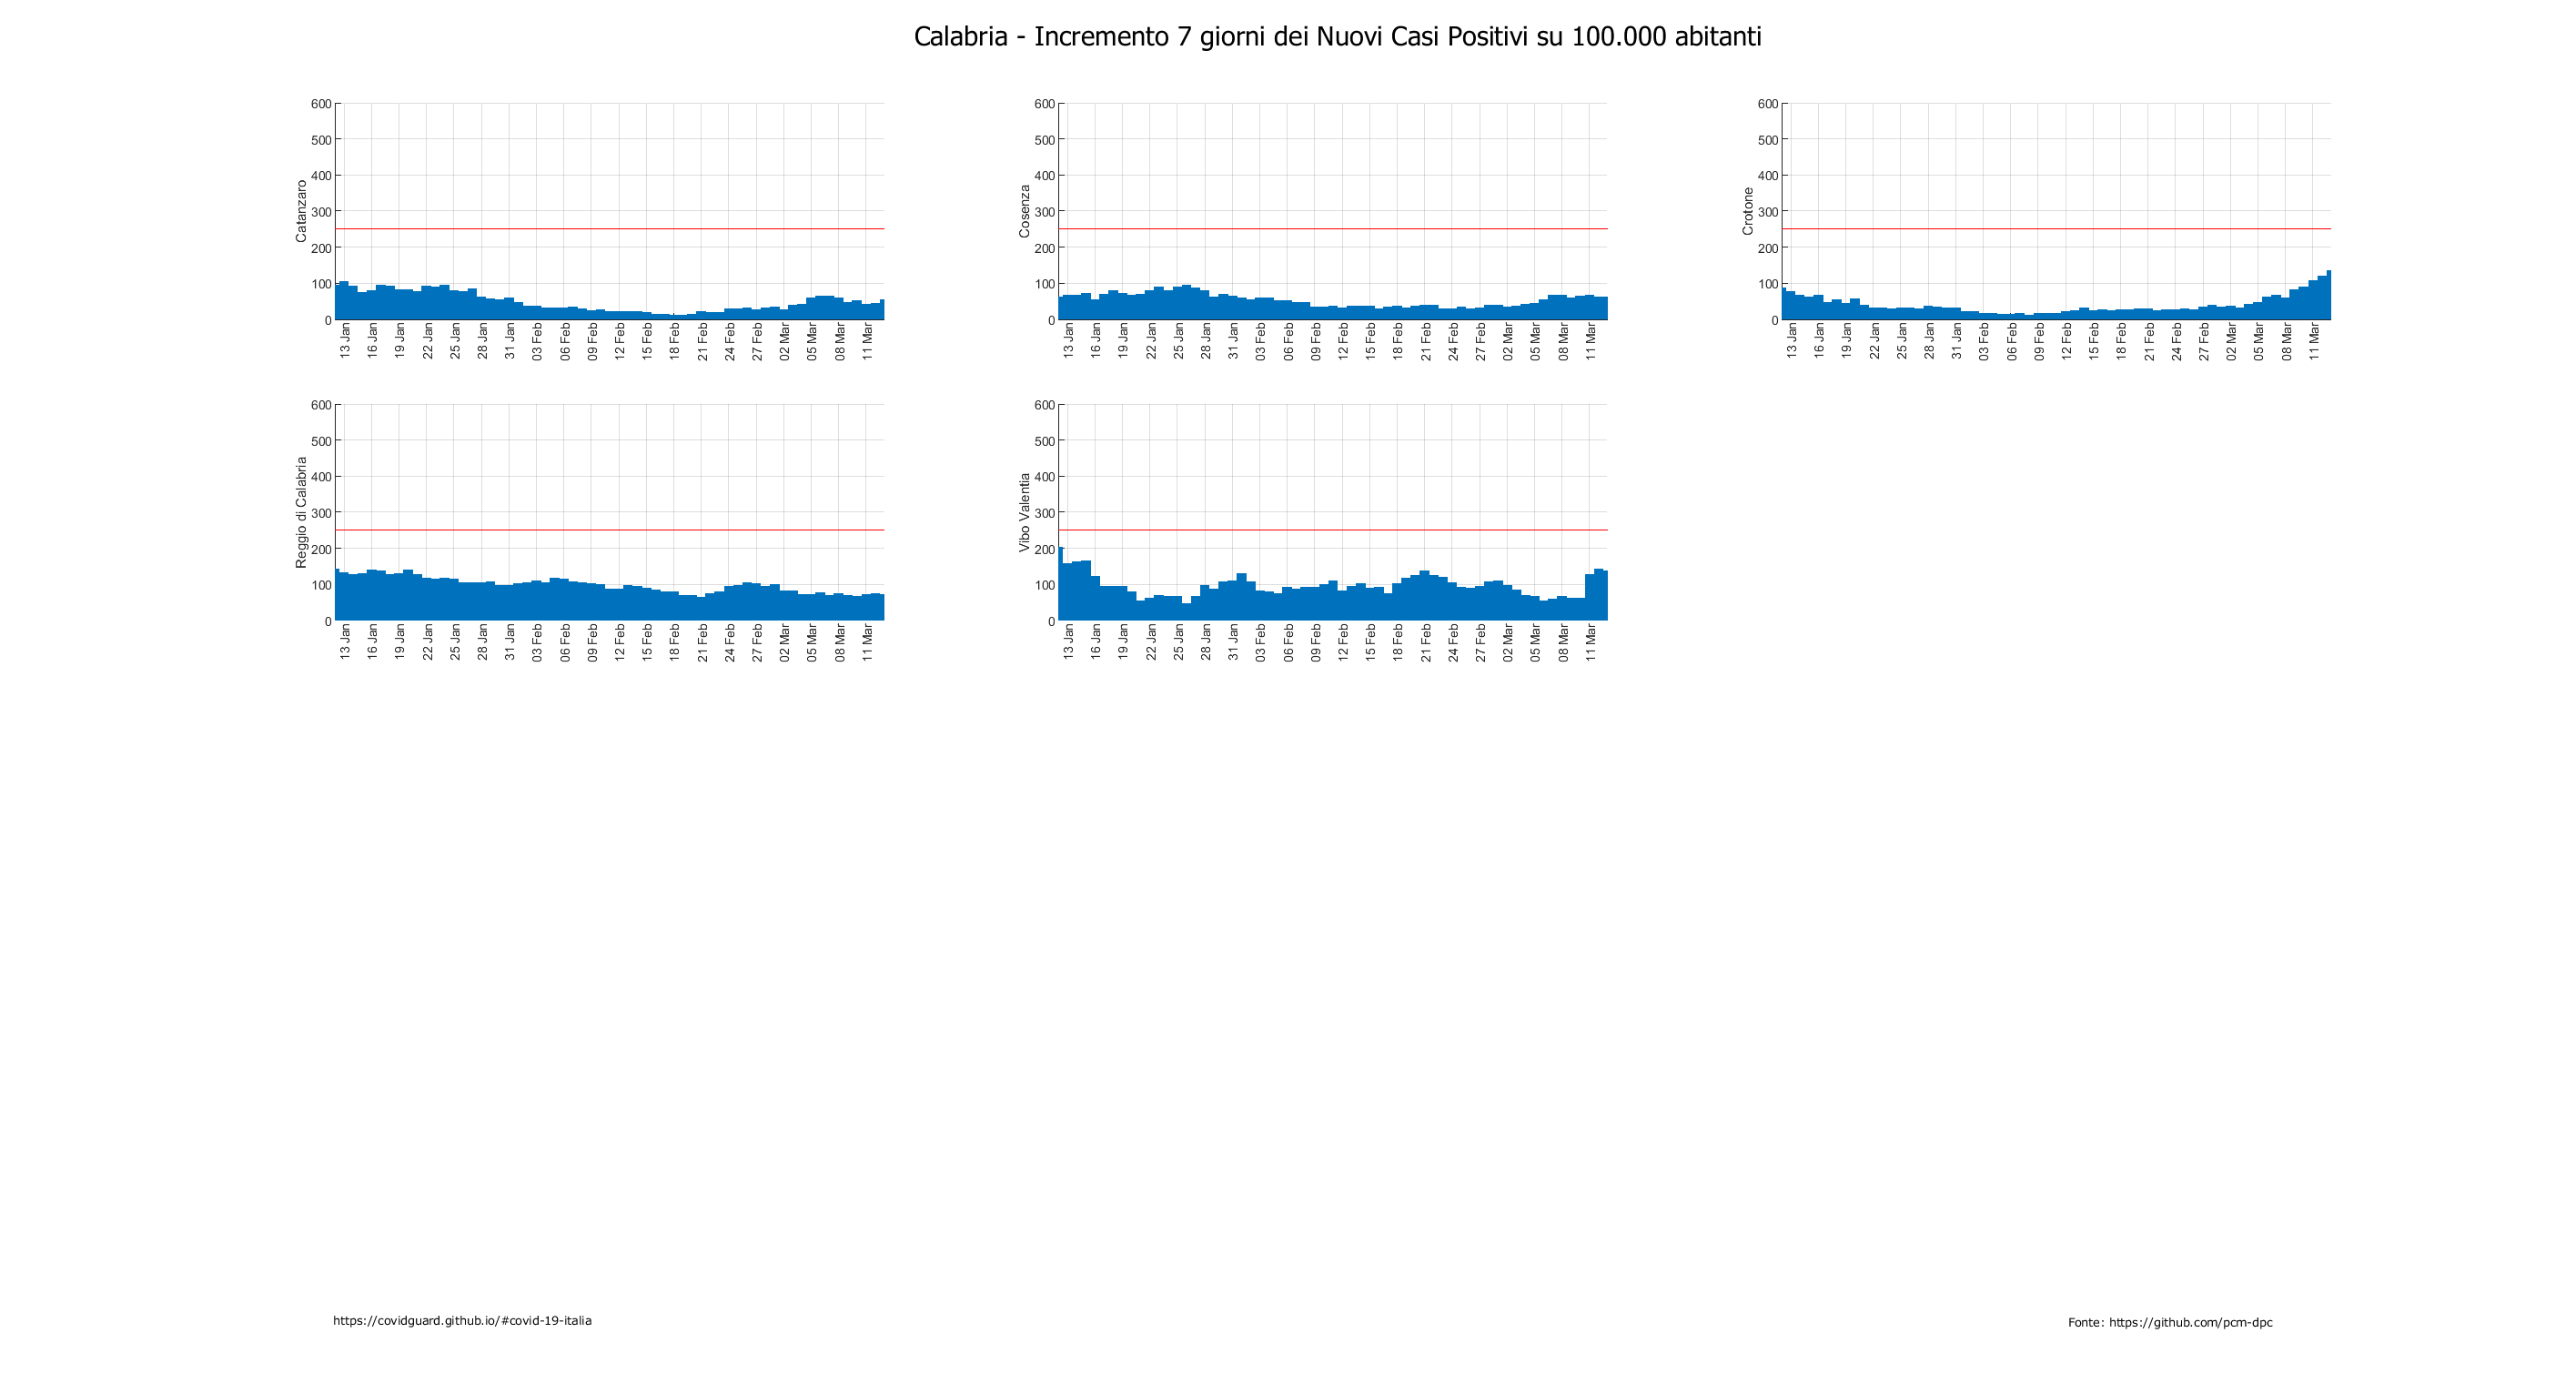 Calabria - Incremento 7 giorni dei Nuovi Casi Positivi su 100.000 abitanti
Catanzaro
600
500
400
300
200
100
0
13 Jan 16 Jan 19 Jan 22 Jan 25 Jan 28 Jan 31 Jan 03 Feb 06 Feb 09 Feb 12 Feb 15 Feb 18 Feb 21 Feb 24 Feb 27 Feb 02 Mar 05 Mar 08 Mar 11 Mar
Cosenza
600
500
400
300
200
100
0
13 Jan 16 Jan 19 Jan 22 Jan 25 Jan 28 Jan 31 Jan 03 Feb 06 Feb 09 Feb 12 Feb 15 Feb 18 Feb 21 Feb 24 Feb 27 Feb 02 Mar 05 Mar 08 Mar 11 Mar
Crotone
600
500
400
300
200
100
0
13 Jan 16 Jan 19 Jan 22 Jan 25 Jan 28 Jan 31 Jan 03 Feb 06 Feb 09 Feb 12 Feb 15 Feb 18 Feb 21 Feb 24 Feb 27 Feb 02 Mar 05 Mar 08 Mar 11 Mar
Reggio di Calabria
600
500
400
300
200
100
0
13 Jan 16 Jan 19 Jan 22 Jan 25 Jan 28 Jan 31 Jan 03 Feb 06 Feb 09 Feb 12 Feb 15 Feb 18 Feb 21 Feb 24 Feb 27 Feb 02 Mar 05 Mar 08 Mar 11 Mar
Vibo Valentia
600
500
400
300
200
100
0
13 Jan 16 Jan 19 Jan 22 Jan 25 Jan 28 Jan 31 Jan 03 Feb 06 Feb 09 Feb 12 Feb 15 Feb 18 Feb 21 Feb 24 Feb 27 Feb 02 Mar 05 Mar 08 Mar 11 Mar
https://covidguard.github.io/#covid-19-italia
Fonte: https://github.com/pcm-dpc